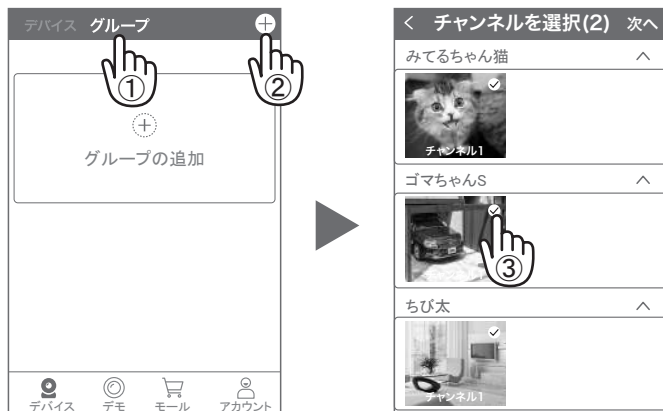 デバイス グループ
①
②
グループの追加
デバイス デモ モール アカウント
チャンネルを選択(2) 次へ
みてるちゃん猫
チャンネル1
ゴマちゃんS
③
ちび太
チャンネル1